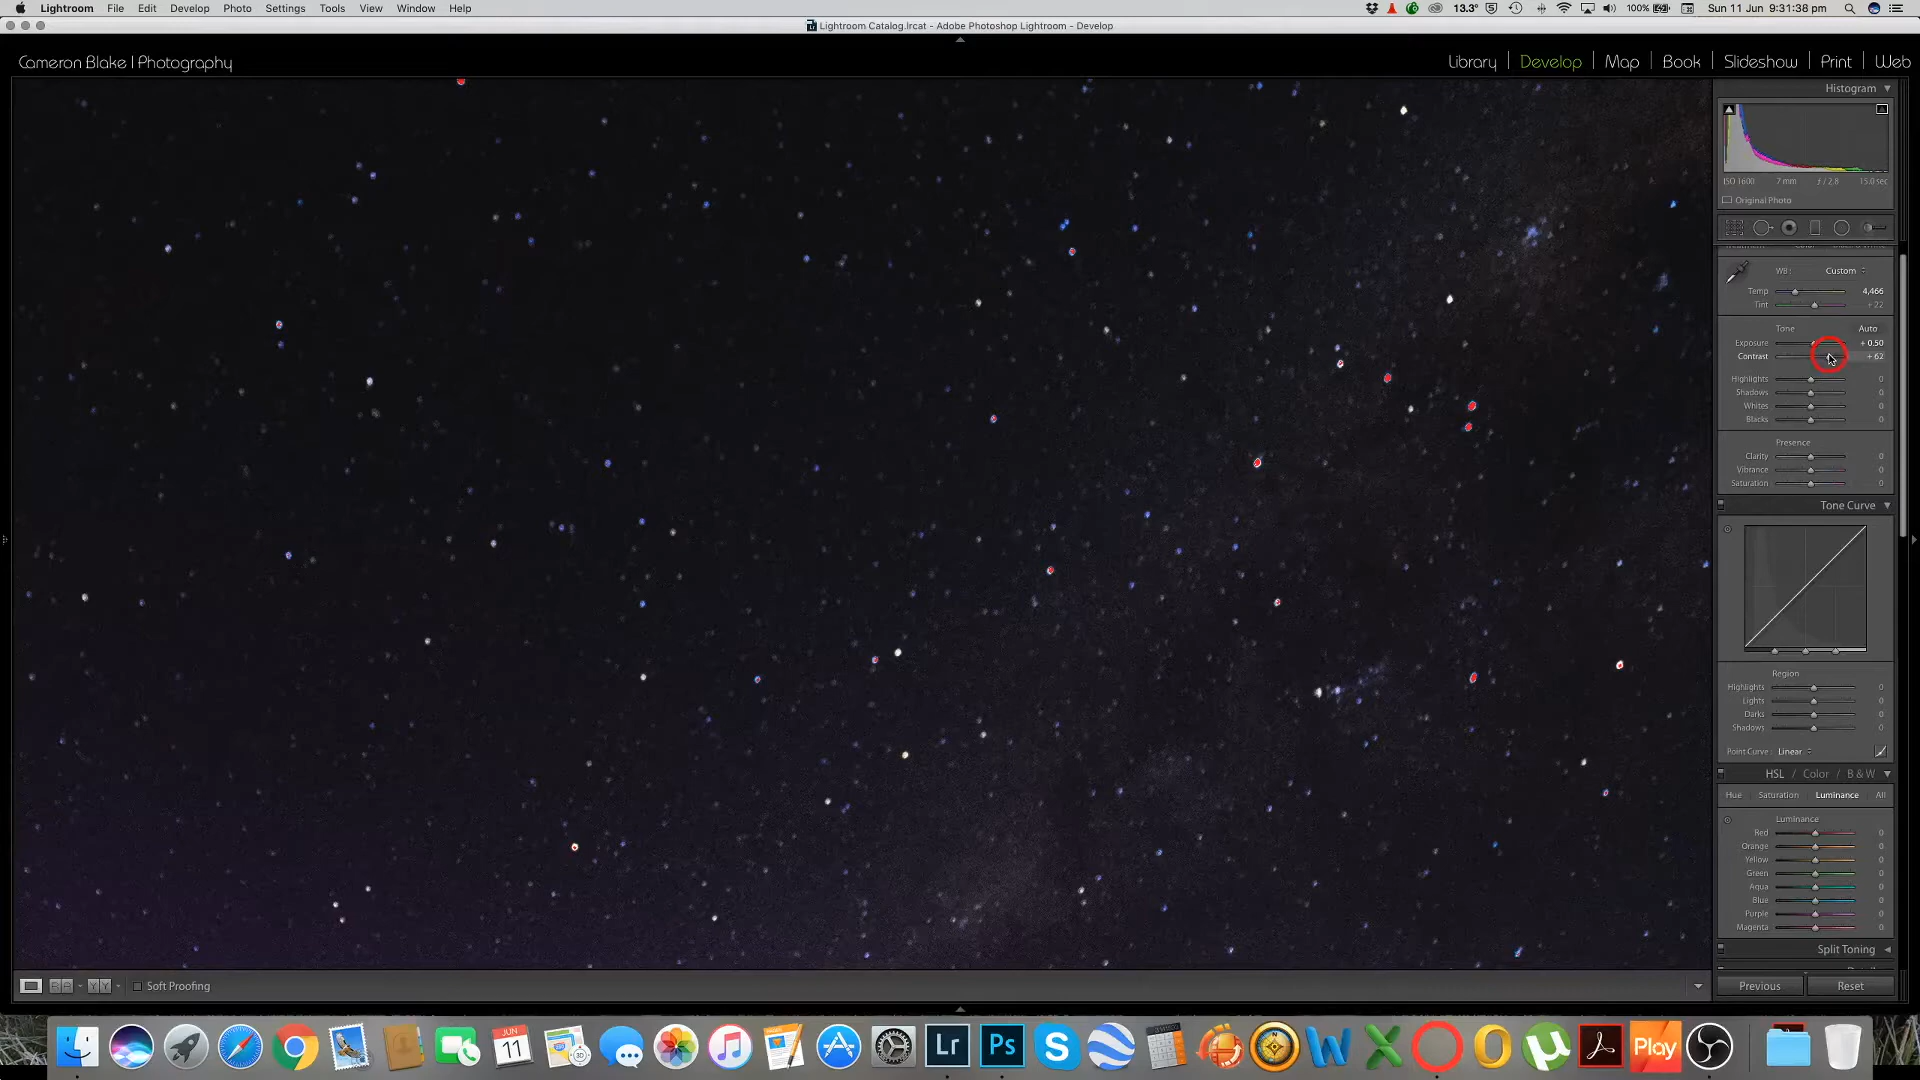 Lightroom File Edit Develop Photo Settings Tools View Window Help 13.3° 100% Sun 11 Jun 9:31:38 pm
Lightroom Catalog.lrcat - Adobe Photoshop Lightroom - Develop
Cameron Blake | Photography
Library | Develop | Map | Book | Slideshow | Print | Web
Histogram
ISO 1600 7 mm ƒ / 2.8 15.0 sec
Original Photo
WB: Custom
Temp 4,466
Tint + 22
Tone Auto
Exposure + 0.50
Contrast + 62
Highlights 0
Shadows 0
Whites 0
Blacks 0
Presence
Clarity 0
Vibrance 0
Saturation 0
Tone Curve
Region
Highlights 0
Lights 0
Darks 0
Shadows 0
Point Curve: Linear
HSL / Color / B & W
Hue Saturation Luminance All
Luminance
Red 0
Orange 0
Yellow 0
Green 0
Aqua 0
Blue 0
Purple 0
Magenta 0
Split Toning
Previous Reset
Soft Proofing
JUN
11
3D
Lr
Ps
Play